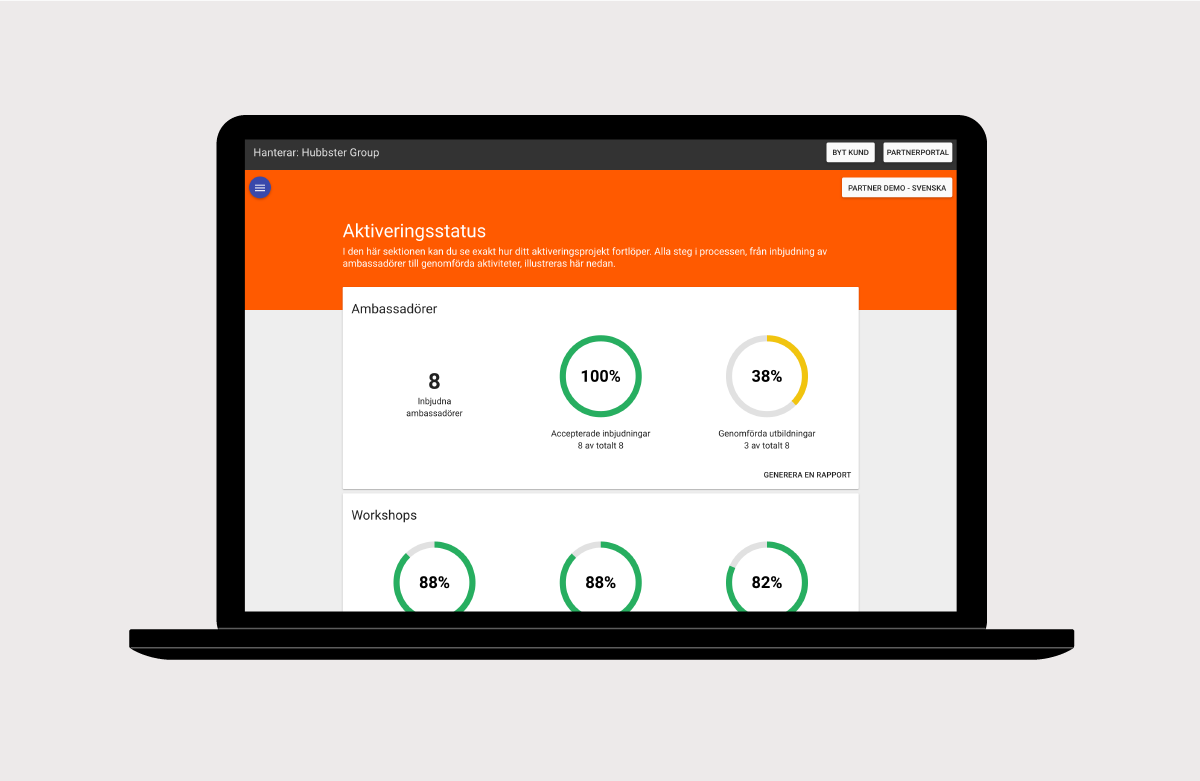 Hanterar: Hubbster Group
BYT KUND
PARTNERPORTAL
PARTNER DEMO - SVENSKA
Aktiveringsstatus
I den här sektionen kan du se exakt hur ditt aktiveringsprojekt fortlöper. Alla steg i processen, från inbjudning av
ambassadörer till genomförda aktiviteter, illustreras här nedan.
Ambassadörer
8
Inbjudna
ambassadörer
100%
Accepterade inbjudningar
8 av totalt 8
38%
Genomförda utbildningar
3 av totalt 8
GENERERA EN RAPPORT
Workshops
88%
88%
82%